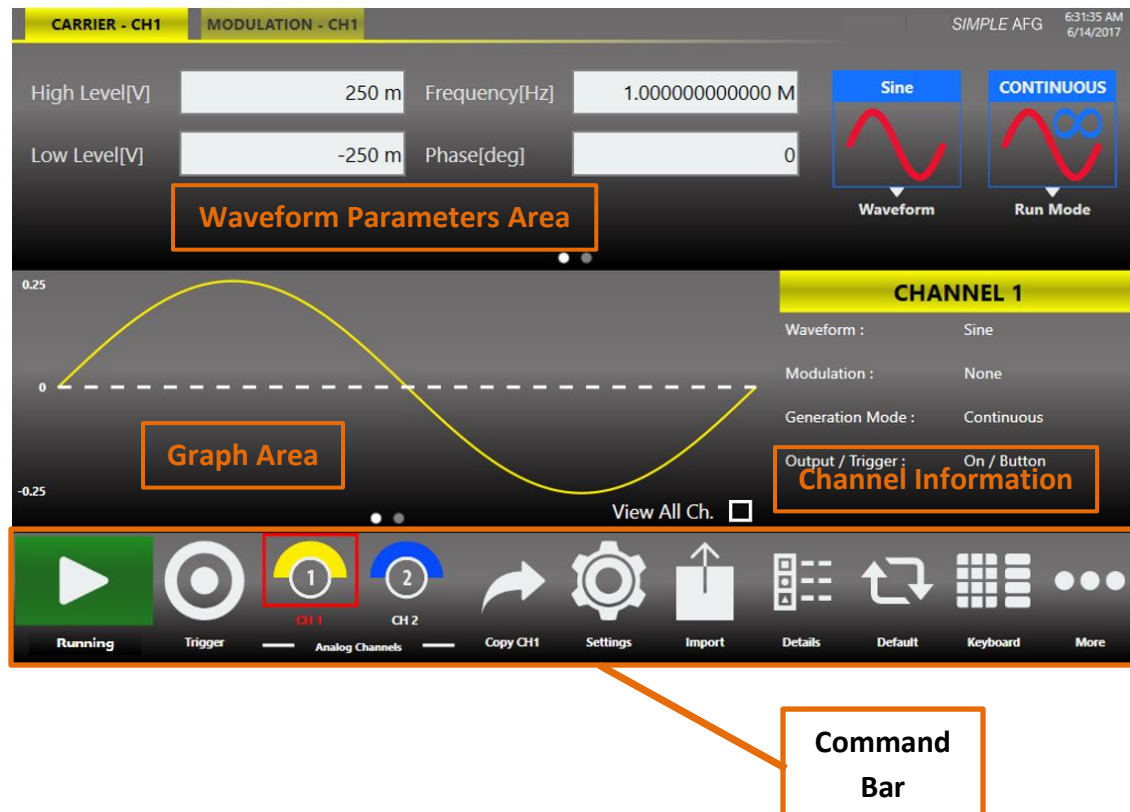 CARRIER - CH1
MODULATION - CH1
SIMPLE AFG
6:31:35 AM
6/14/2017
High Level[V]
250 m
Frequency[Hz]
1.000000000000 M
Low Level[V]
-250 m
Phase[deg]
0
Sine
Waveform
CONTINUOUS
Run Mode
Waveform Parameters Area
0.25
0
-0.25
Graph Area
View All Ch.
CHANNEL 1
Waveform : Sine
Modulation : None
Generation Mode : Continuous
Output / Trigger : On / Button
Channel Information
Running
Trigger
1
CH 1
2
CH 2
Analog Channels
Copy CH1
Settings
Import
Details
Default
Keyboard
More
Command
Bar